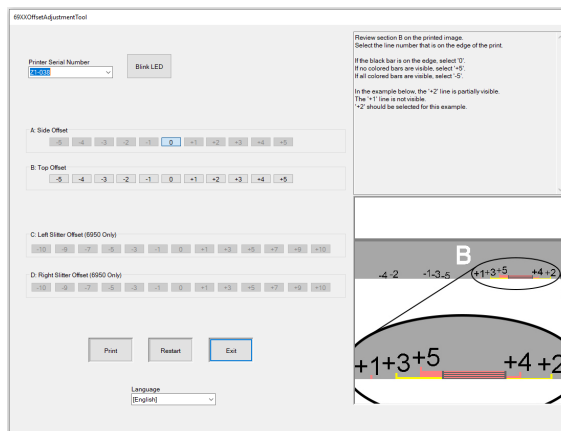 69XXOffsetAdjustmentTool
Printer Serial Number
Z1-033
Blink LED
Review section B on the printed image.
Select the line number that is on the edge of the print.
If the black bar is on the edge, select '0'.
If no colored bars are visible, select '+5'.
If all colored bars are visible, select '-5'.
In the example below, the '+2' line is partially visible.
The '+1' line is not visible.
'+2' should be selected for this example.
A: Side Offset
-5 -4 -3 -2 -1 0 +1 +2 +3 +4 +5
B: Top Offset
-5 -4 -3 -2 -1 0 +1 +2 +3 +4 +5
C: Left Slitter Offset (6950 Only)
-10 -9 -7 -5 -3 -1 0 +1 +3 +5 +7 +9 +10
D: Right Slitter Offset (6950 Only)
-10 -9 -7 -5 -3 -1 0 +1 +3 +5 +7 +9 +10
B
-4 -2 -1 -3 -5 +1 +3 +5 +4 +2
+1 +3 +5 +4 +2
Print Restart Exit
Language
[English]